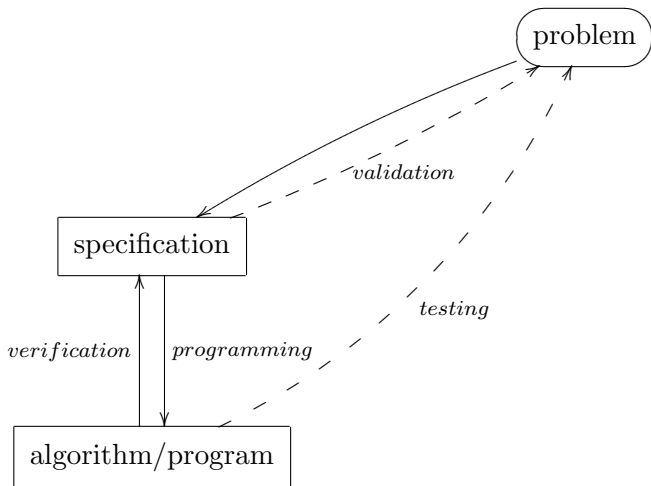 problem
validation
specification
testing
verification
programming
algorithm/program